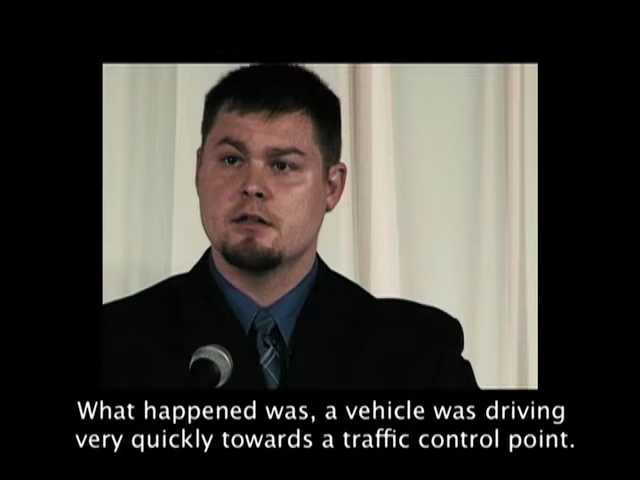 What happened was, a vehicle was driving
very quickly towards a traffic control point.